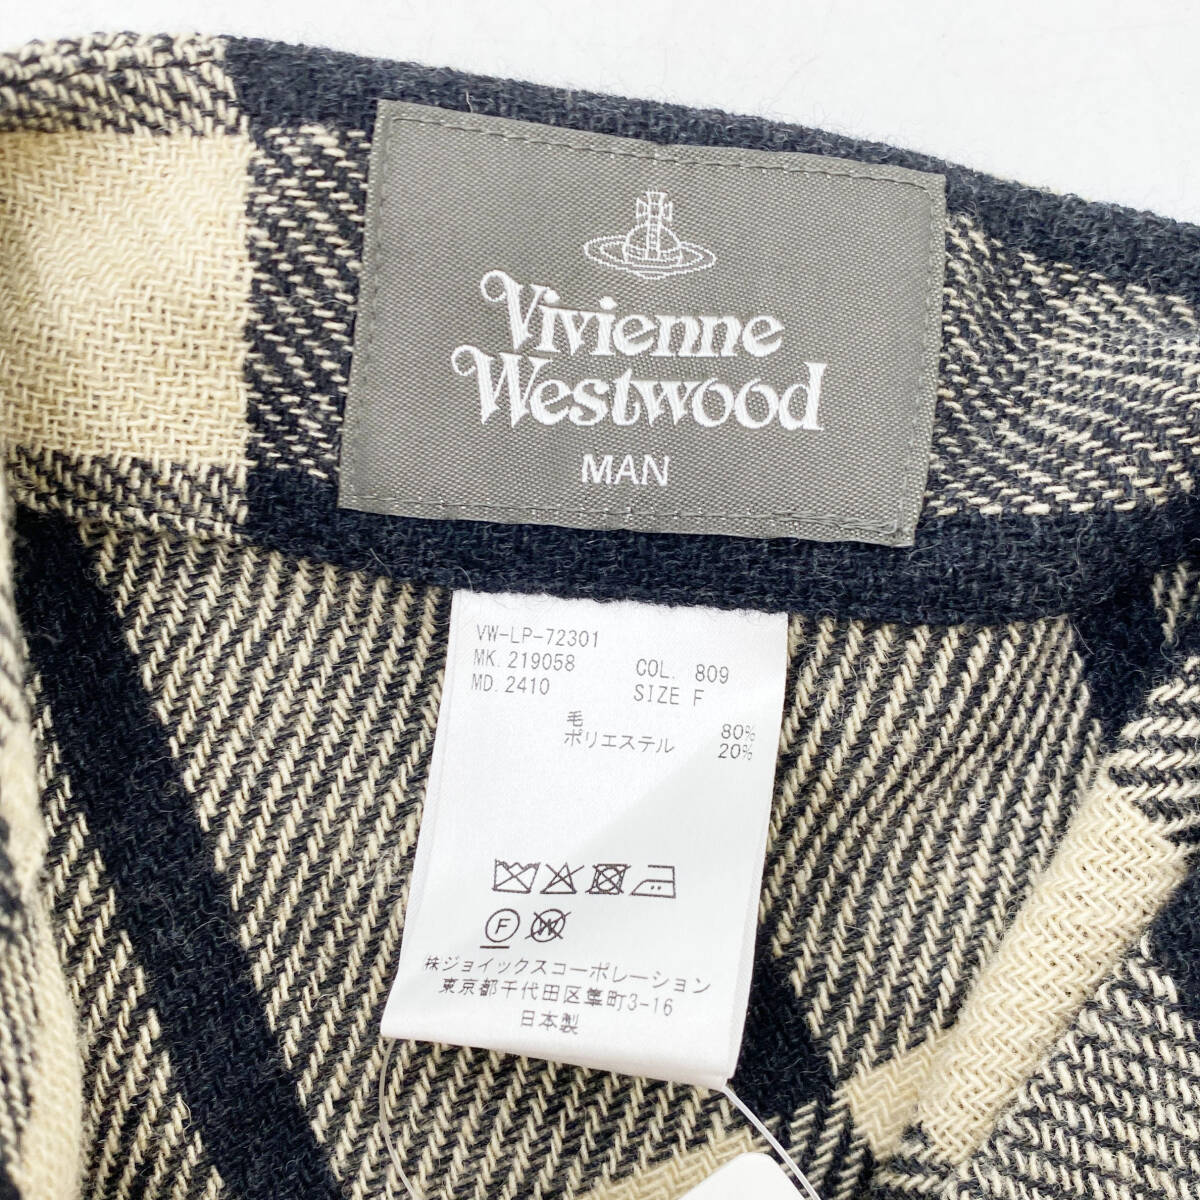 Vivienne
Westwood
MAN
VW-LP-72301
MK. 219058 COL. 809
MD. 2410 SIZE F
毛 80%
ポリエステル 20%
F
W
株ジョイックスコーポレーション
東京都千代田区隼町3-16
日本製